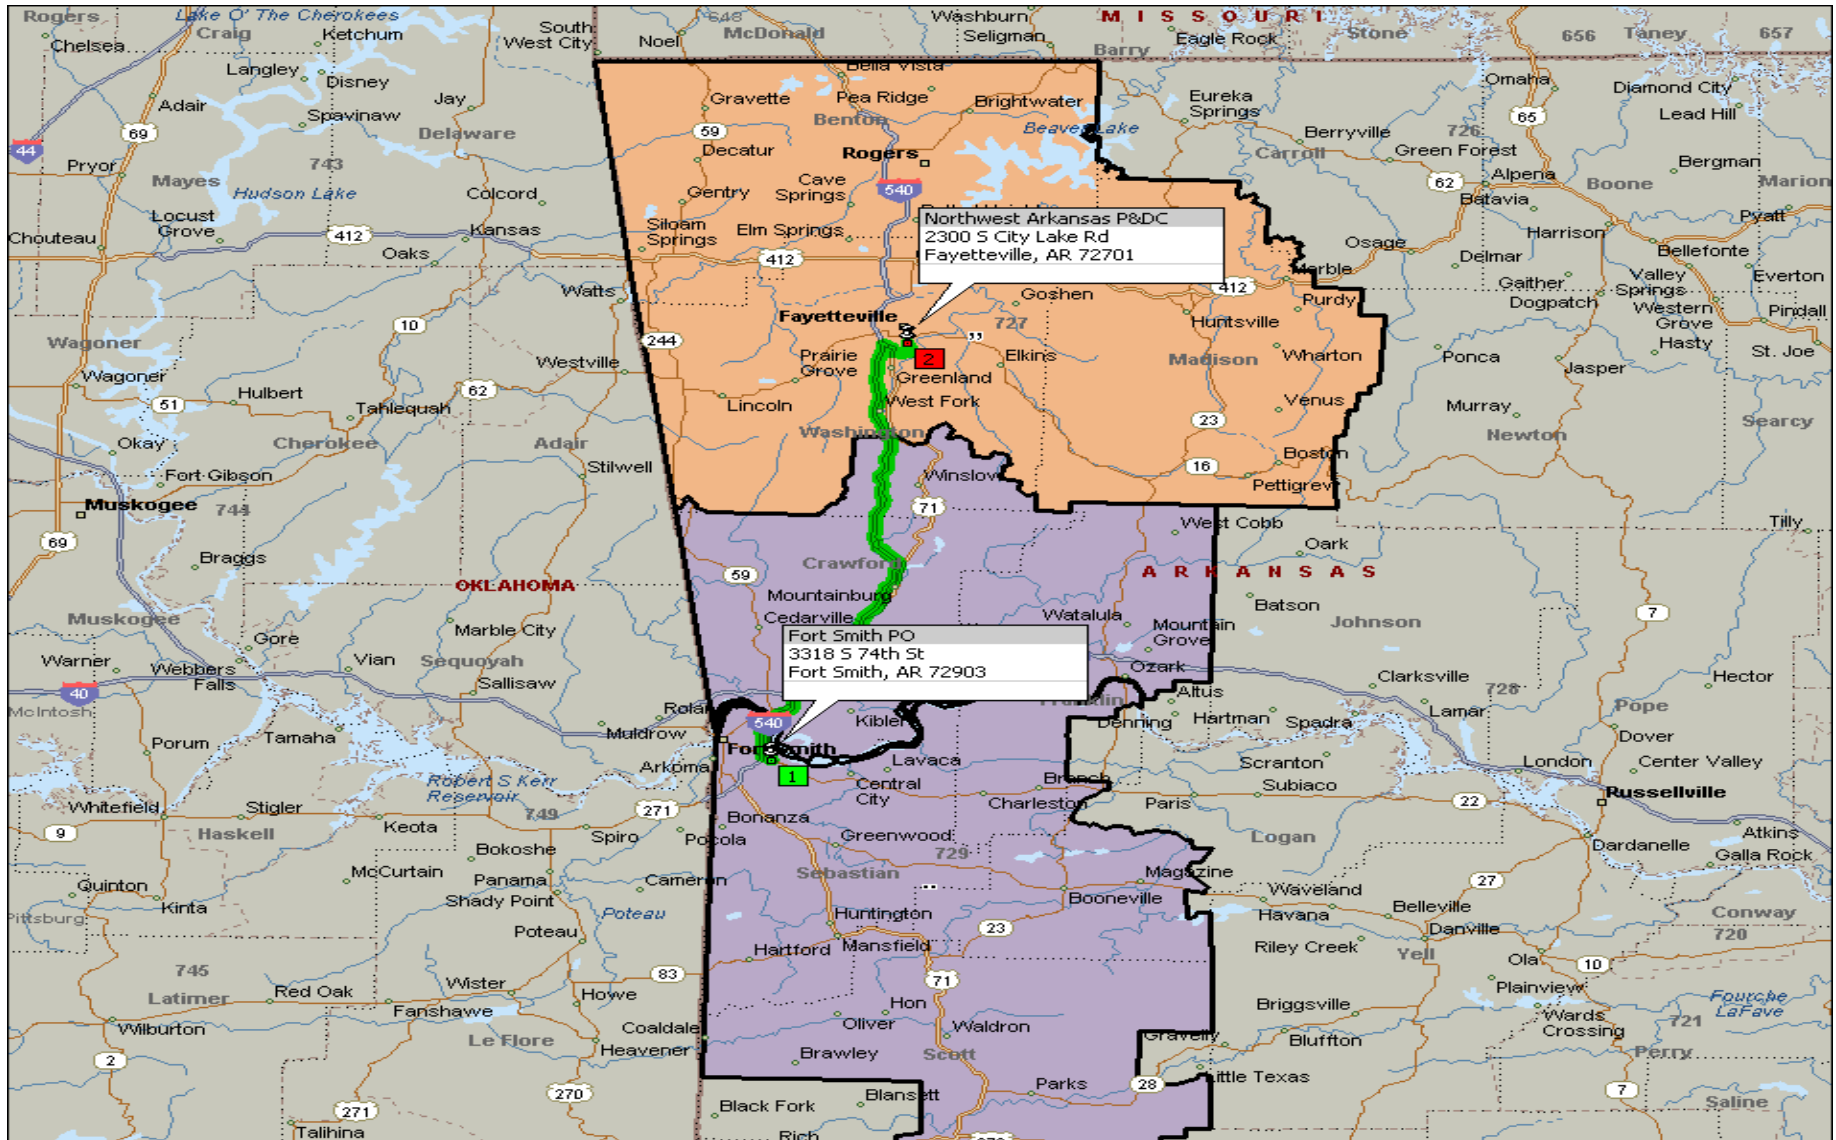 Rogers
Lake O' The Cherokees
Craig
Ketchum
South
West City
Noel
648
McDonald
Washburn
Seligman
MISSOURI
Eagle Rock
Barry
Stone
656
Taney
657
Chelsea
Langley
Disney
Bella Vista
Omaha
Diamond City
Adair
Jay
Gravette
Pea Ridge
Brightwater
Eureka
Springs
65
Lead Hill
69
Spavinaw
Delaware
59
Benton
Beaver Lake
Berryville
726
44
Pryor
743
Decatur
Rogers
Carroll
Green Forest
Bergman
Mayes
Hudson Lake
Colcord
Gentry
Cave
Springs
540
62
Alpena
Boone
Marion
Batavia
Locust
Grove
Siloam
Springs
Elm Springs
Northwest Arkansas P&DC
2300 S City Lake Rd
Fayetteville, AR 72701
Pyatt
Chouteau
412
Kansas
Oaks
412
Osage
Harrison
Bellefonte
Delmar
Marble
412
Gaither
Valley
Springs
Everton
Watts
Goshen
Purdy
Dogpatch
Western
Grove
Pindall
10
Fayetteville
727
Huntsville
Hasty
Wagoner
244
Westville
Prairie
Grove
2
Elkins
Madison
Wharton
Ponca
St. Joe
Wagoner
Greenland
Jasper
51
Hulbert
62
Tahlequah
Lincoln
West Fork
Venus
Murray
23
Searcy
Okay
Cherokee
Adair
Washington
Newton
Fort Gibson
Stilwell
Winslow
16
Boston
Pettigrew
Muskogee
744
71
West Cobb
Tilly
69
Braggs
Crawford
Oark
OKLAHOMA
59
ARKANSAS
Mountainburg
Batson
Muskogee
Cedarville
Watalula
Mountain
Grove
Johnson
7
Marble City
Gore
Fort Smith PO
3318 S 74th St
Fort Smith, AR 72903
Warner
Webbers
Falls
Vian
Sequoyah
Ozark
Sallisaw
Clarksville
728
Hector
40
McIntosh
Altus
Franklin
Roland
540
Kibler
Denning
Hartman
Spadra
Lamar
Pope
Porum
Tamaha
Muldrow
Fort Smith
Dover
Arkoma
1
Lavaca
Scranton
London
Center Valley
Robert S Kerr
Reservoir
Central
City
Branch
Subiaco
Russellville
Whitefield
Stigler
749
271
Charleston
Paris
22
9
Haskell
Keota
Spiro
Pocola
Bonanza
Greenwood
Logan
Atkins
Bokoshe
729
Dardanelle
Galla Rock
McCurtain
Panama
Cameron
Sebastian
Magazine
27
Quinton
Shady Point
Booneville
Waveland
Pittsburg
Kinta
Poteau
Huntington
Havana
Belleville
Conway
Poteau
23
Danville
720
Hartford
Mansfield
Riley Creek
Yell
Ola
10
745
83
71
Latimer
Red Oak
Wister
Howe
Hon
Plainview
Fourche
LaFave
Fanshawe
Briggsville
Wards
Crossing
Wilburton
Coaldale
Oliver
Waldron
721
Le Flore
Heavener
Brawley
Scott
Gravelly
Bluffton
Perry
2
Parks
28
Little Texas
7
270
Blansett
Saline
271
Black Fork
Talihina
Rich